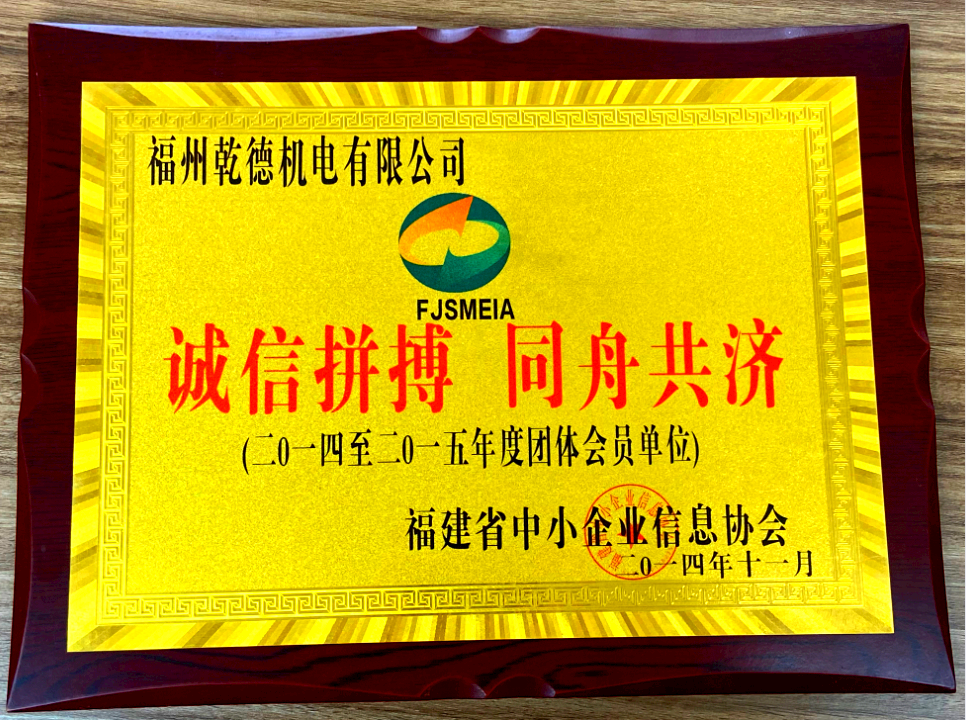 福州乾德机电有限公司
FJSMEIA
诚信拼搏 同舟共济
(二0一四至二0一五年度团体会员单位)
福建省中小企业信息协会
二0一四年十一月